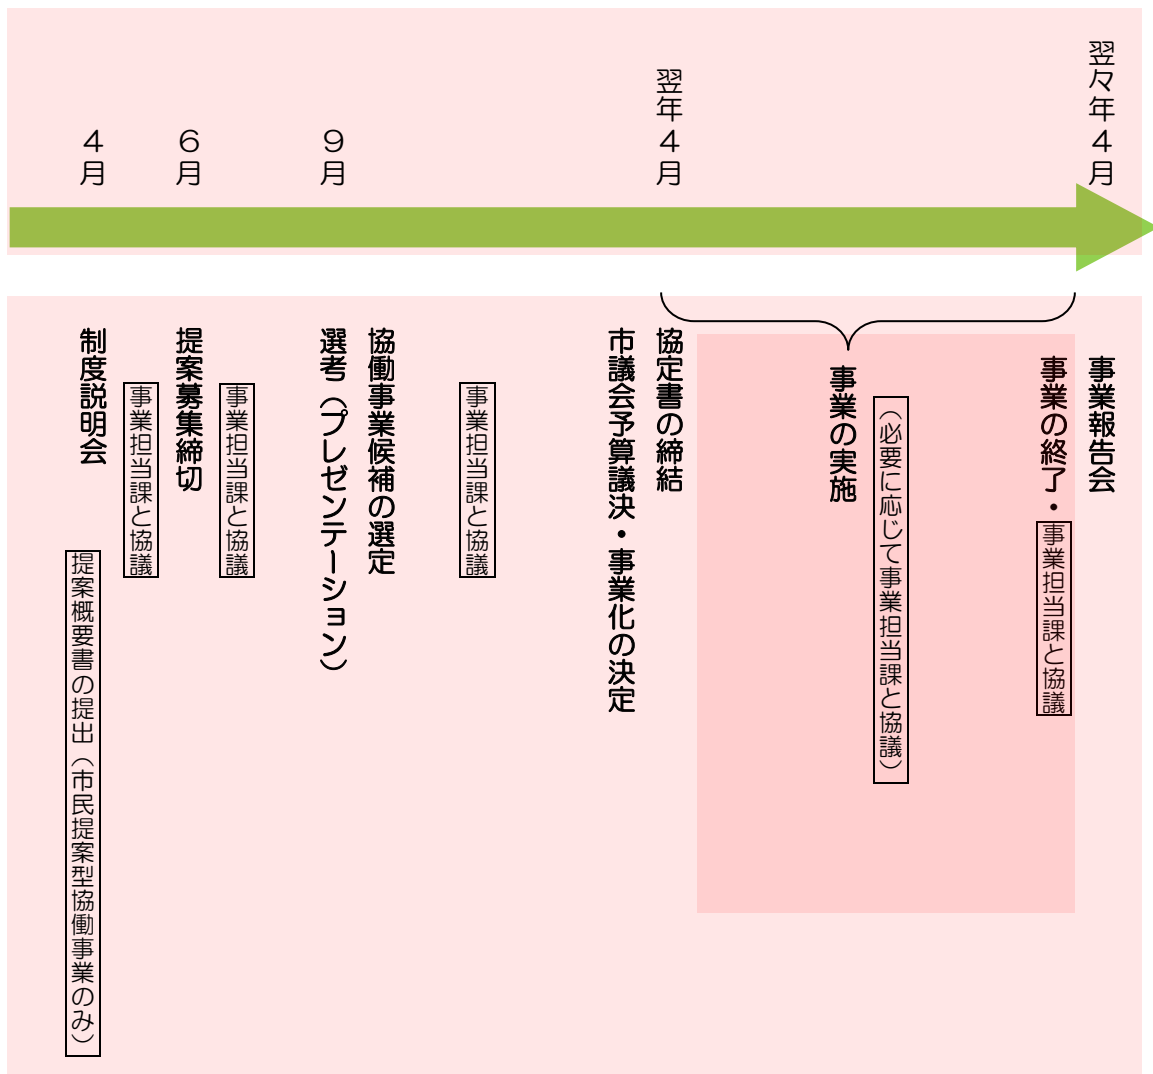 4月
6月
9月
翌年4月
翌々年4月
制度説明会
提案概要書の提出（市民提案型協働事業のみ）
事業担当課と協議
提案募集締切
事業担当課と協議
選考（プレゼンテーション）
協働事業候補の選定
事業担当課と協議
市議会予算議決・事業化の決定
協定書の締結
事業の実施
（必要に応じて事業担当課と協議）
事業の終了・事業担当課と協議
事業報告会